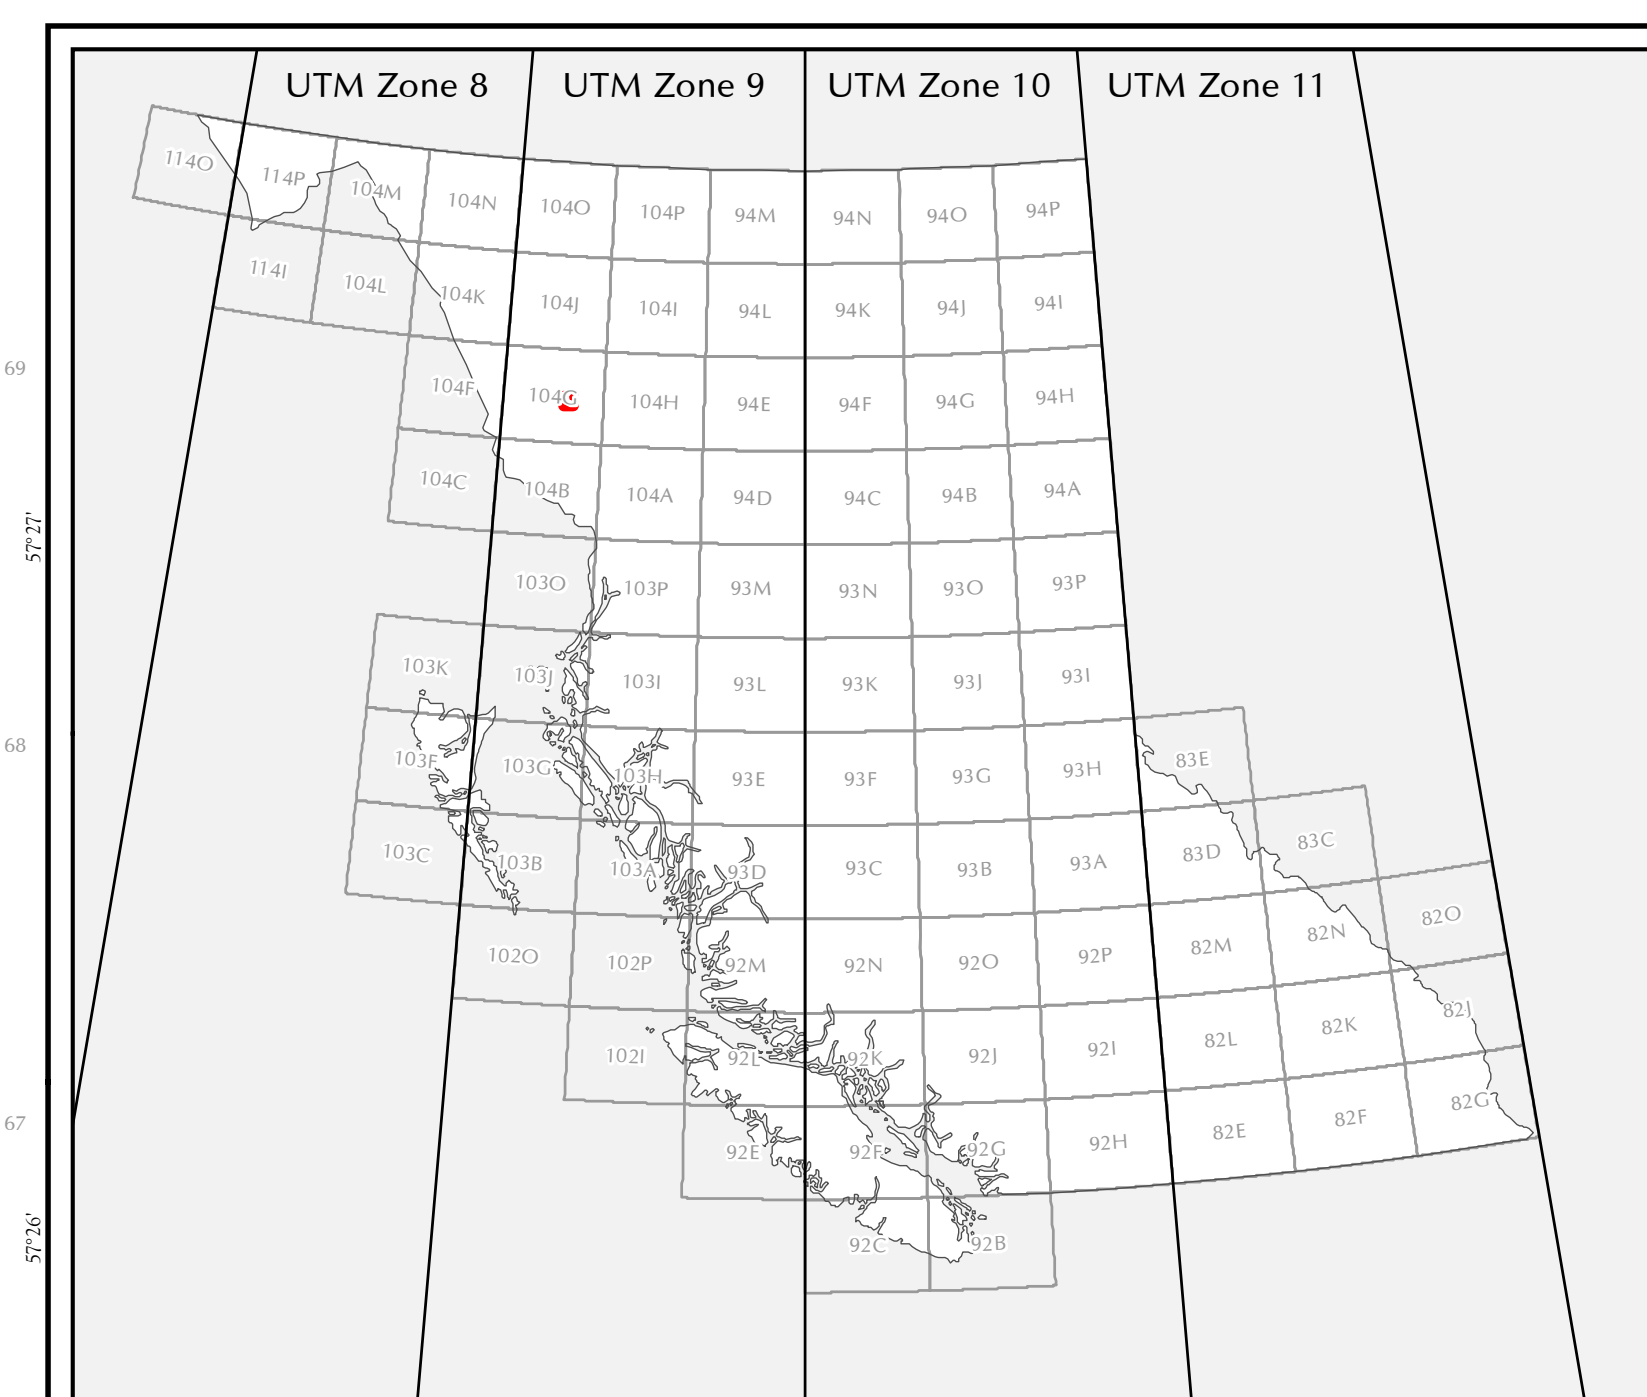 UTM Zone 8 UTM Zone 9 UTM Zone 10 UTM Zone 11
114O 114P 104M 104N 104O 104P 94M 94N 94O 94P
114I 104L 104K 104J 104I 94L 94K 94J 94I
69
104F 104G 104H 94E 94F 94G 94H
104C 104B 104A 94D 94C 94B 94A
57°27'
103O 103P 93M 93N 93O 93P
103K 103J 103I 93L 93K 93J 93I
68
103F 103G 103H 93E 93F 93G 93H 83E
103C 103B 103A 93D 93C 93B 93A 83D 83C
102O 102P 92M 92N 92O 92P 82M 82N 82O
102I 92L 92K 92J 92I 82L 82K 82J
67
92E 92F 92G 92H 82E 82F 82G
57°26'
92C 92B